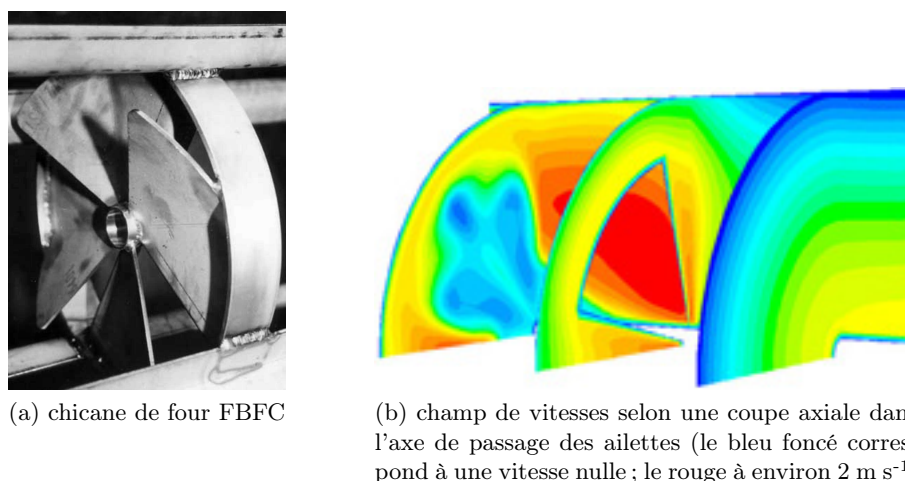 (a) chicane de four FBFC
(b) champ de vitesses selon une coupe axiale dan
l'axe de passage des ailettes (le bleu foncé corres
pond à une vitesse nulle ; le rouge à environ 2 m s-1